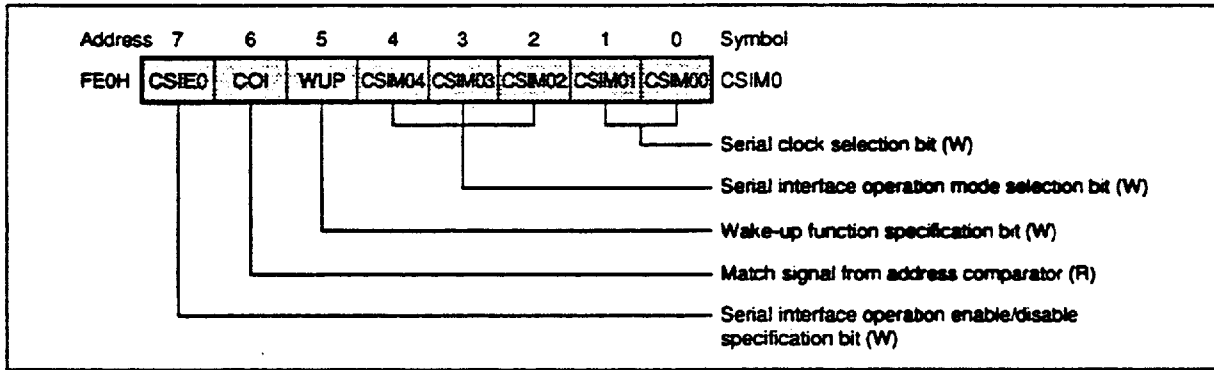 Address 7 6 5 4 3 2 1 0 Symbol
FE0H CSIE0 COI WUP CSIM04 CSIM03 CSIM02 CSIM01 CSIM00 CSIM0
Serial clock selection bit (W)
Serial interface operation mode selection bit (W)
Wake-up function specification bit (W)
Match signal from address comparator (R)
Serial interface operation enable/disable
specification bit (W)